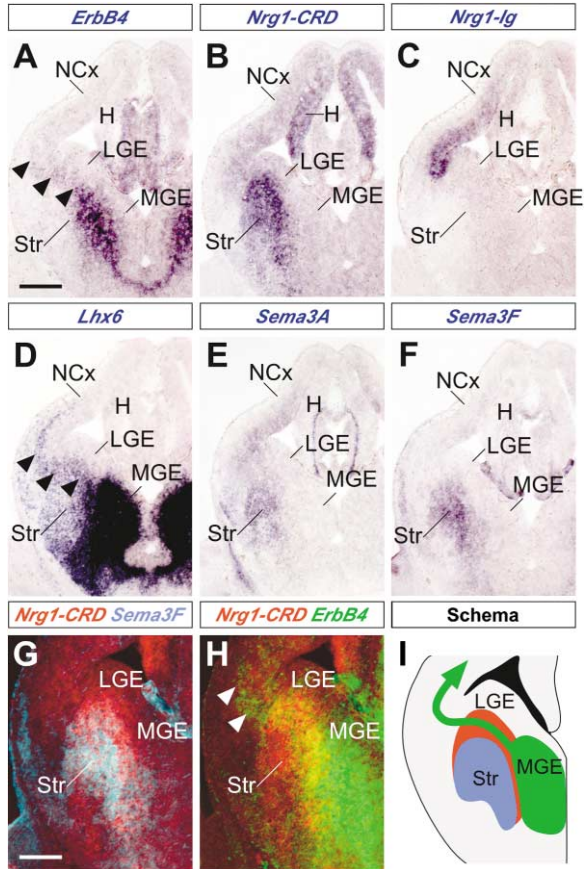 ErbB4 Nrg1-CRD Nrg1-Ig
A B C
NCx NCx NCx
H H H
LGE LGE LGE
MGE MGE MGE
Str Str Str
Lhx6 Sema3A Sema3F
D E F
NCx NCx NCx
H H H
LGE LGE LGE
MGE MGE MGE
Str Str Str
Nrg1-CRD Sema3F Nrg1-CRD ErbB4 Schema
G H I
LGE LGE LGE
MGE MGE MGE
Str Str Str